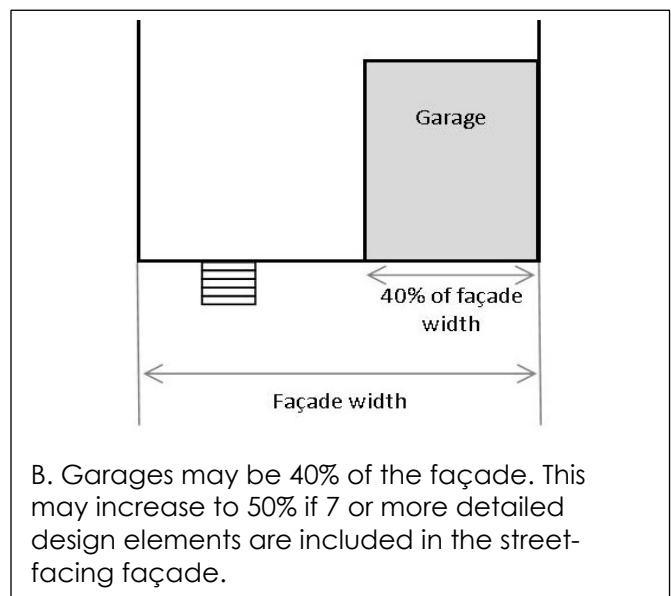 Garage
40% of façade
width
Façade width
B. Garages may be 40% of the façade. This
may increase to 50% if 7 or more detailed
design elements are included in the street-
facing façade.